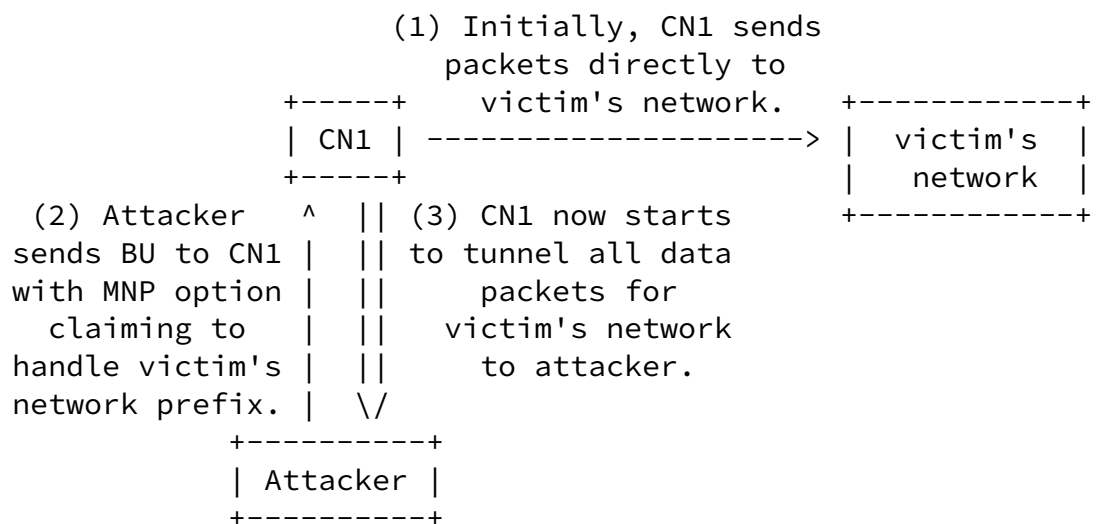 (1) Initially, CN1 sends
packets directly to
+-----+ victim's network. +------------+
| CN1 | ---------------------> | victim's |
+-----+ | network |
(2) Attacker ^ || (3) CN1 now starts +------------+
sends BU to CN1 | || to tunnel all data
with MNP option | || packets for
claiming to | || victim's network
handle victim's | || to attacker.
network prefix. | \/
+----------+
| Attacker |
+----------+